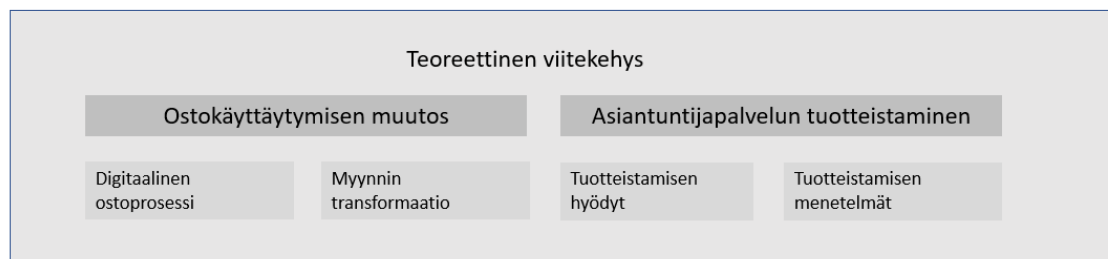 Teoreettinen viitekehys
Ostokäyttäytymisen muutos
Asiantuntijapalvelun tuotteistaminen
Digitaalinen
ostoprosessi
Myynnin
transformaatio
Tuotteistamisen
hyödyt
Tuotteistamisen
menetelmät